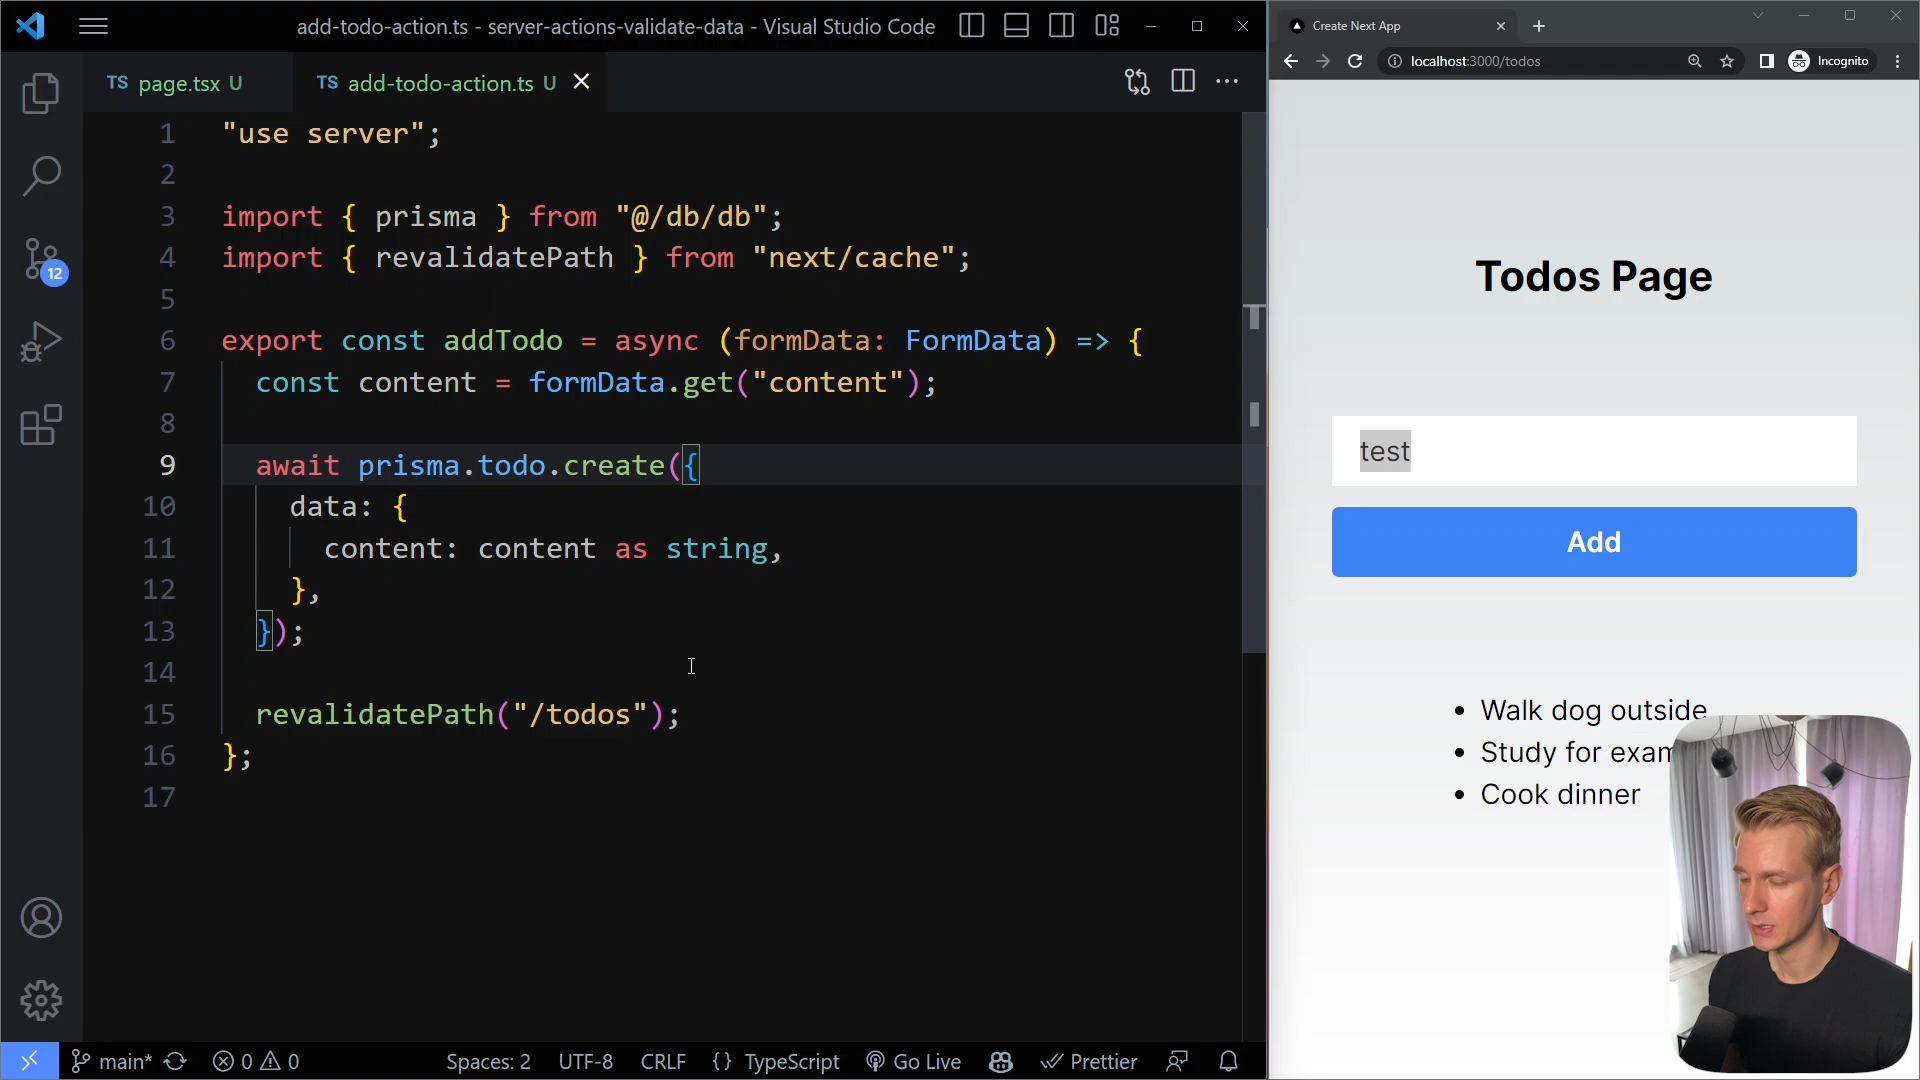 add-todo-action.ts - server-actions-validate-data - Visual Studio Code
TS page.tsx U
TS add-todo-action.ts U
1 "use server";
2
3 import { prisma } from "@/db/db";
4 import { revalidatePath } from "next/cache";
5
6 export const addTodo = async (formData: FormData) => {
7 const content = formData.get("content");
8
9 await prisma.todo.create({
10 data: {
11 content: content as string,
12 },
13 });
14
15 revalidatePath("/todos");
16 };
17
12
main* 0 0 Spaces: 2 UTF-8 CRLF {} TypeScript Go Live Prettier
Create Next App
localhost:3000/todos
Incognito
Todos Page
test
Add
• Walk dog outside
• Study for exam
• Cook dinner